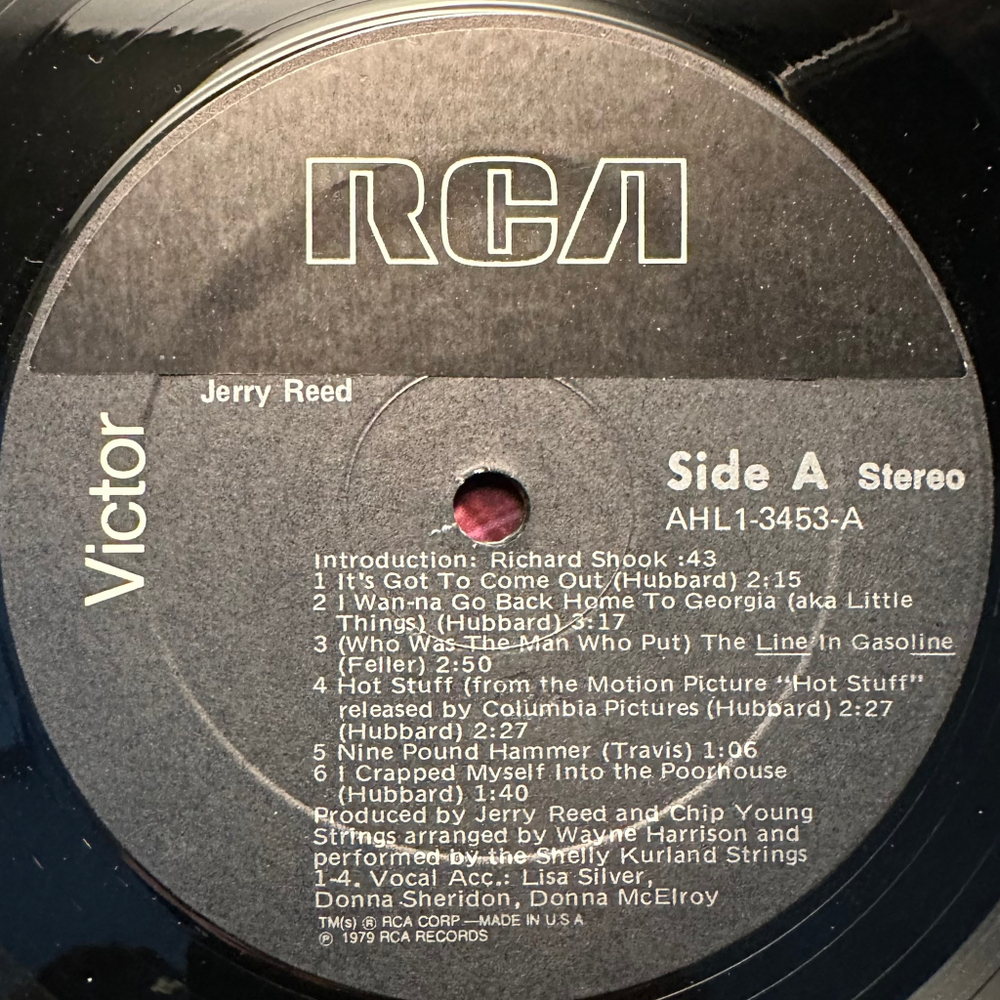 RCA
Jerry Reed
Victor
Side A Stereo
AHL1-3453-A
Introduction: Richard Shook :43
1 It's Got To Come Out (Hubbard) 2:15
2 I Wan-na Go Back Home To Georgia (aka Little
Things) (Hubbard) 3:17
3 (Who Was The Man Who Put) The Line In Gasoline
(Feller) 2:50
4 Hot Stuff (from the Motion Picture "Hot Stuff"
released by Columbia Pictures (Hubbard) 2:27
(Hubbard) 2:27
5 Nine Pound Hammer (Travis) 1:06
6 I Crapped Myself Into the Poorhouse
(Hubbard) 1:40
Produced by Jerry Reed and Chip Young
Strings arranged by Wayne Harrison and
performed by the Shelly Kurland Strings
1-4. Vocal Acc.: Lisa Silver,
Donna Sheridon, Donna McElroy
TM(s) ® RCA CORP.—MADE IN U.S.A.
℗ 1979 RCA RECORDS